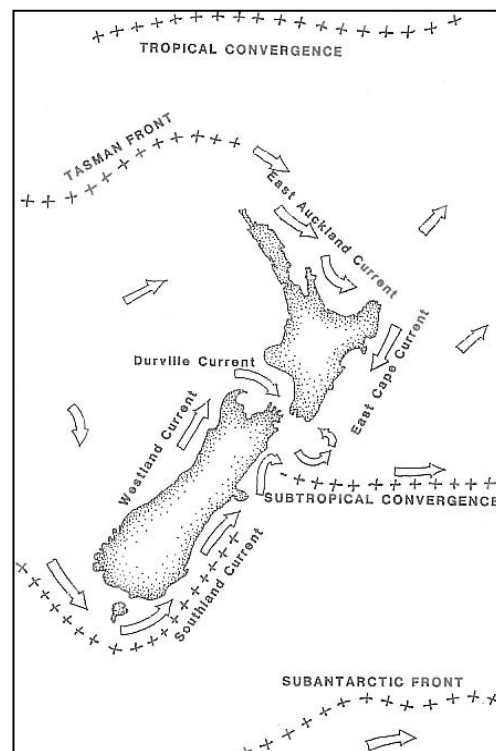 TROPICAL CONVERGENCE
TASMAN FRONT
East Auckland Current
Durville Current
East Cape Current
Westland Current
SUBTROPICAL CONVERGENCE
Southland Current
SUBANTARCTIC FRONT